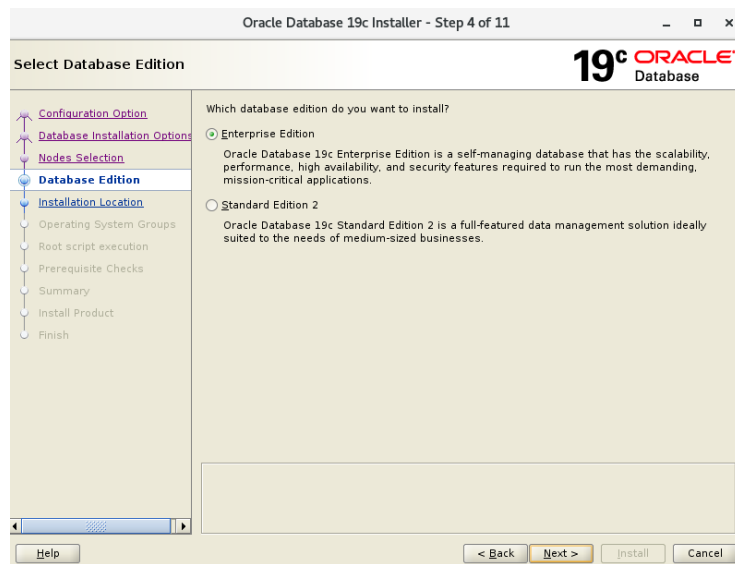 Oracle Database 19c Installer - Step 4 of 11
Select Database Edition
19c ORACLE
Database
Configuration Option
Database Installation Options
Nodes Selection
Database Edition
Installation Location
Operating System Groups
Root script execution
Prerequisite Checks
Summary
Install Product
Finish
Which database edition do you want to install?
Enterprise Edition
Oracle Database 19c Enterprise Edition is a self-managing database that has the scalability,
performance, high availability, and security features required to run the most demanding,
mission-critical applications.
Standard Edition 2
Oracle Database 19c Standard Edition 2 is a full-featured data management solution ideally
suited to the needs of medium-sized businesses.
Help
< Back
Next >
Install
Cancel